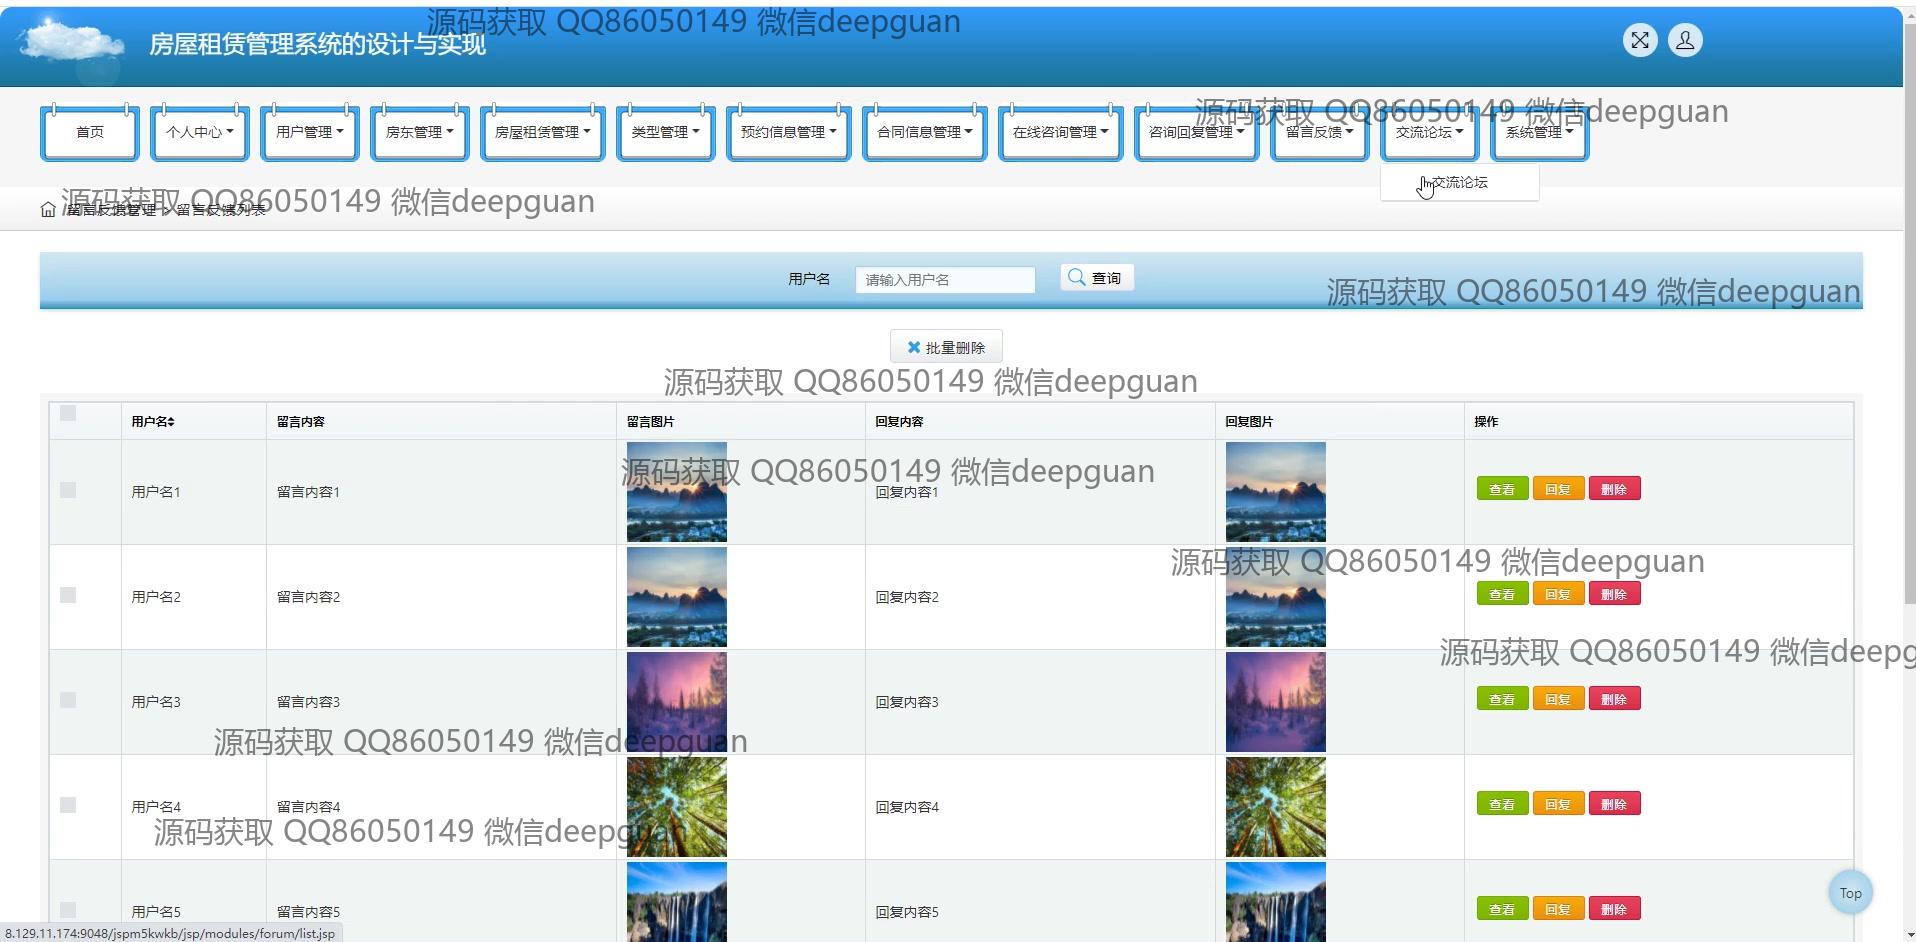 源码获取 QQ86050149 微信deepguan
房屋租赁管理系统的设计与实现
源码获取 QQ86050149 微信deepguan
首页 个人中心 用户管理 房东管理 房屋租赁管理 类型管理 预约信息管理 合同信息管理 在线咨询管理 咨询回复管理 留言反馈 交流论坛 系统管理
交流论坛
源码获取 QQ86050149 微信deepguan
留言反馈管理 > 留言反馈列表
用户名 请输入用户名 查询
源码获取 QQ86050149 微信deepguan
批量删除
源码获取 QQ86050149 微信deepguan
用户名 留言内容 留言图片 回复内容 回复图片 操作
源码获取 QQ86050149 微信deepguan
用户名1 留言内容1 回复内容1 查看 回复 删除
源码获取 QQ86050149 微信deepguan
用户名2 留言内容2 回复内容2 查看 回复 删除
源码获取 QQ86050149 微信deepg
用户名3 留言内容3 回复内容3 查看 回复 删除
源码获取 QQ86050149 微信deepguan
用户名4 留言内容4 回复内容4 查看 回复 删除
源码获取 QQ86050149 微信deepguan
Top
用户名5 留言内容5 回复内容5 查看 回复 删除
8.129.11.174:9048/jspm5kwkb/jsp/modules/forum/list.jsp